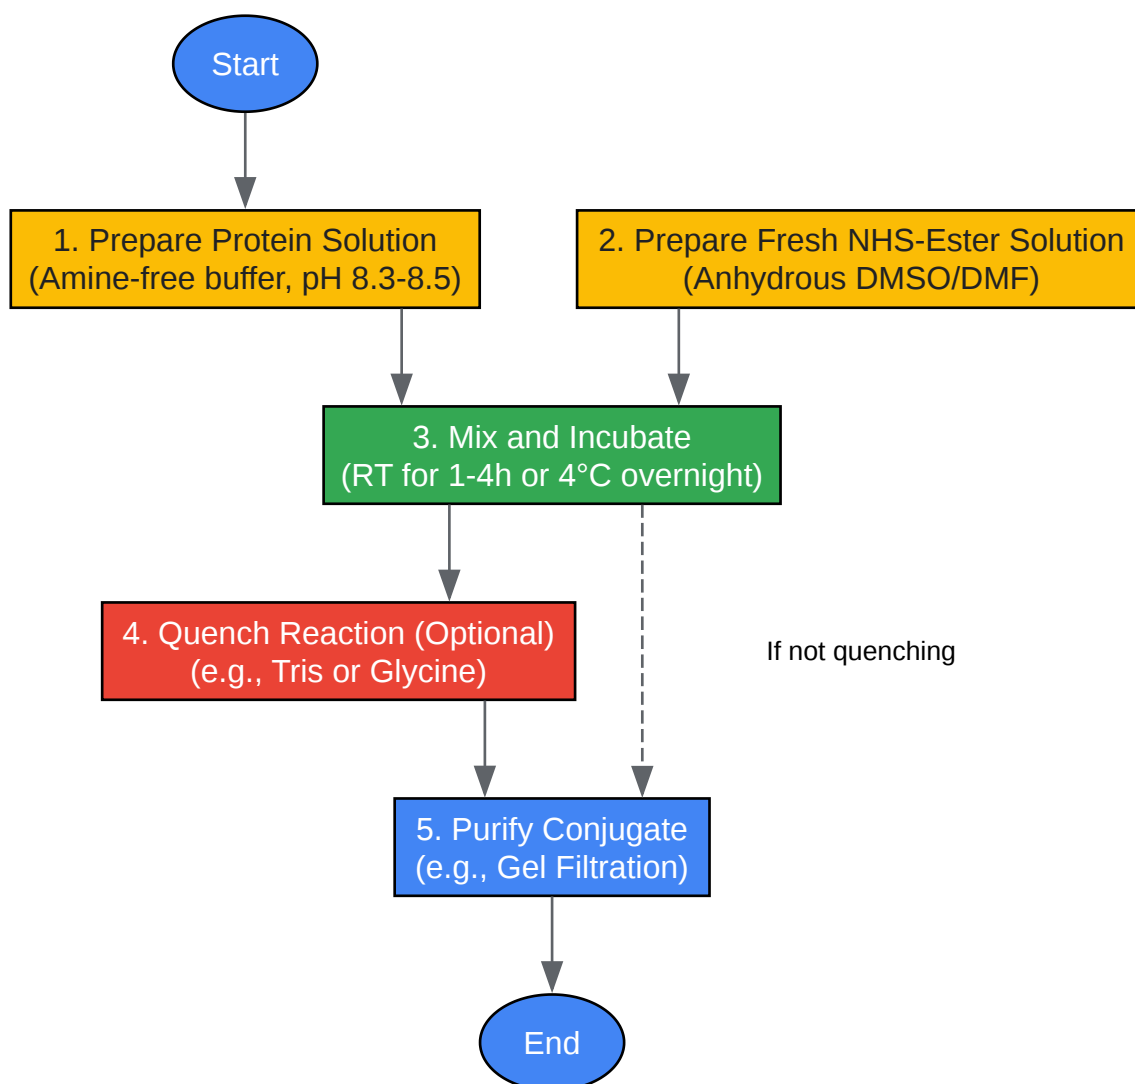 Start
1. Prepare Protein Solution
(Amine-free buffer, pH 8.3-8.5)
2. Prepare Fresh NHS-Ester Solution
(Anhydrous DMSO/DMF)
3. Mix and Incubate
(RT for 1-4h or 4°C overnight)
4. Quench Reaction (Optional)
(e.g., Tris or Glycine)
If not quenching
5. Purify Conjugate
(e.g., Gel Filtration)
End